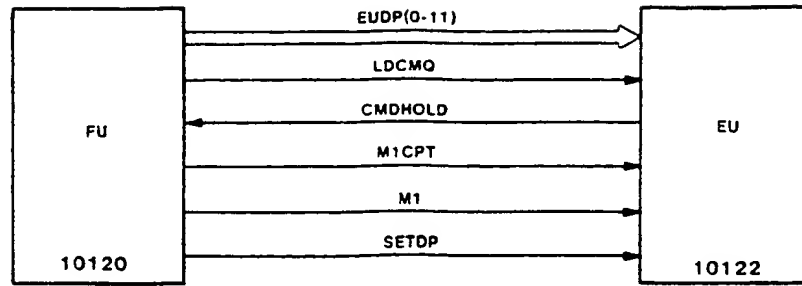 EUDP(0-11)
LDCMQ
CMDHOLD
FU
EU
M1CPT
M1
SETDP
10120
10122